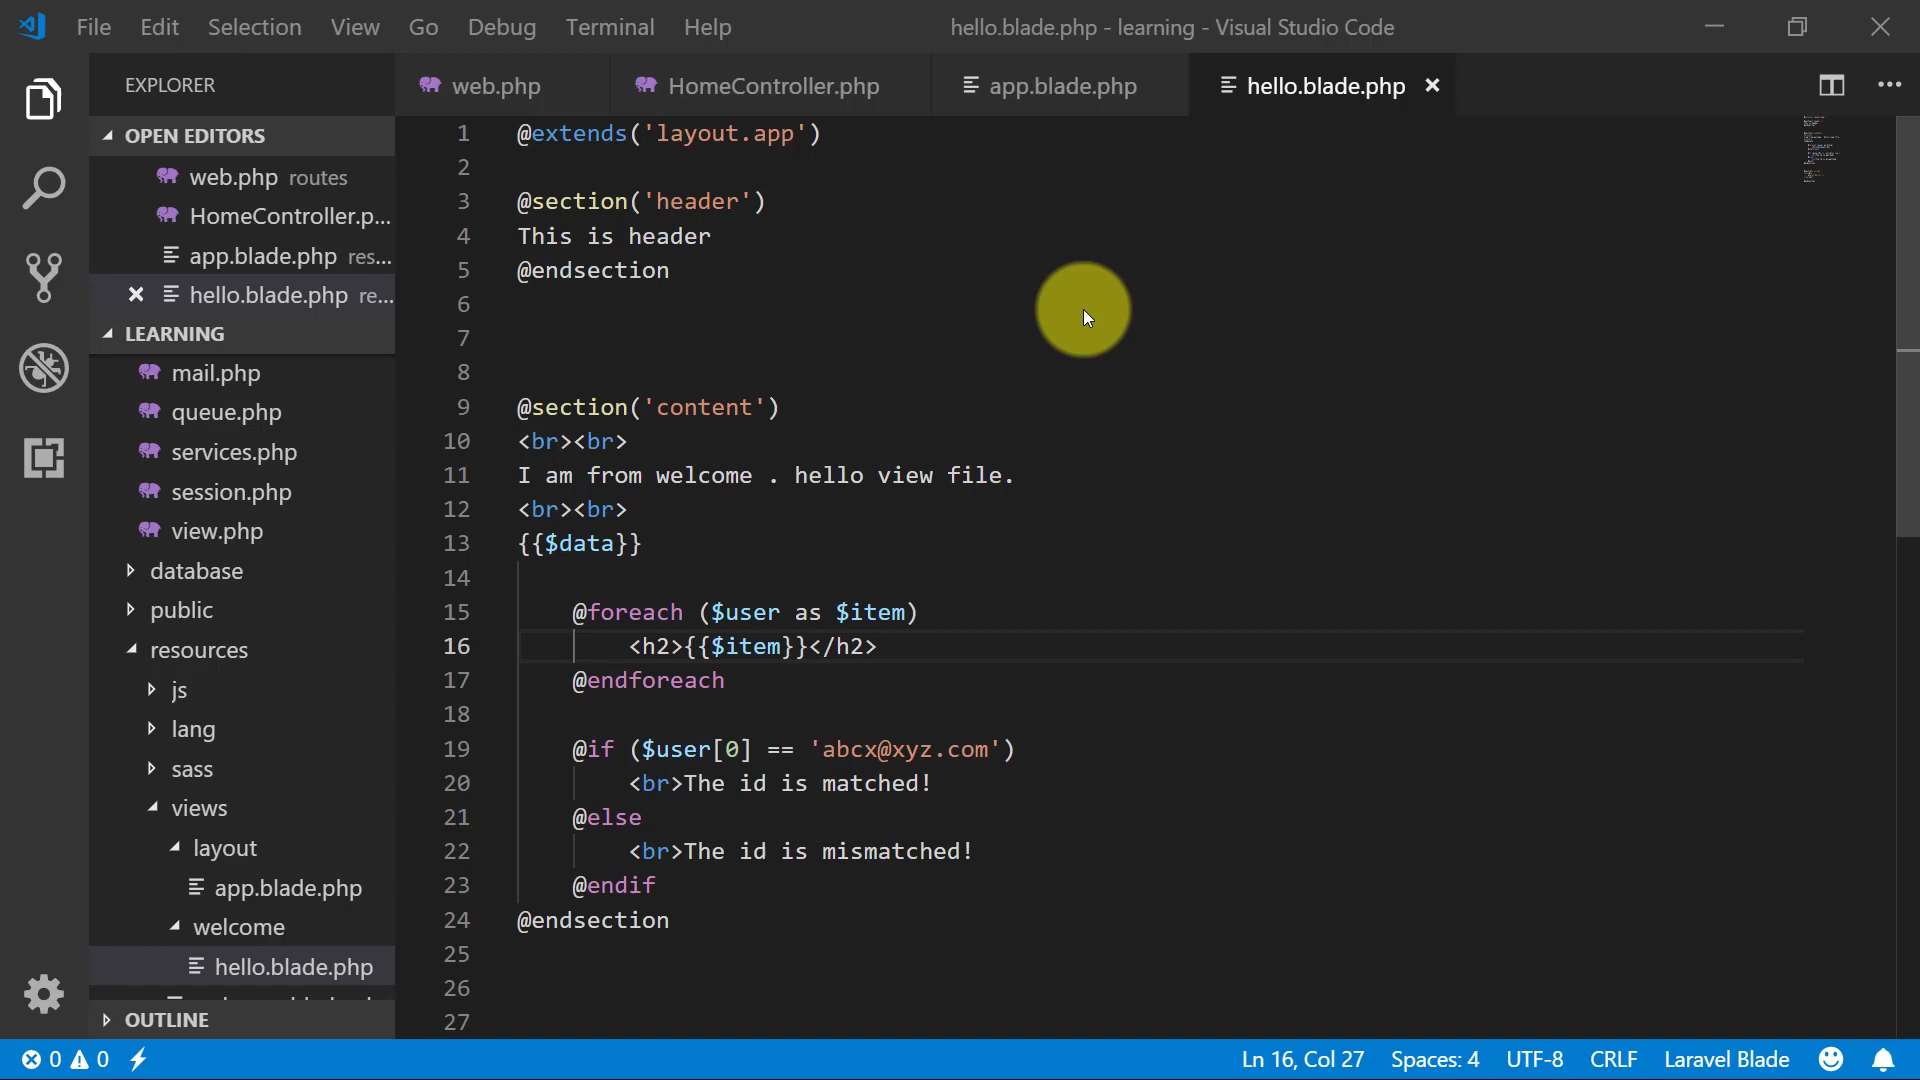 File Edit Selection View Go Debug Terminal Help hello.blade.php - learning - Visual Studio Code
EXPLORER
web.php HomeController.php app.blade.php hello.blade.php
OPEN EDITORS
web.php routes
HomeController.p...
app.blade.php res...
hello.blade.php re...
LEARNING
mail.php
queue.php
services.php
session.php
view.php
database
public
resources
js
lang
sass
views
layout
app.blade.php
welcome
hello.blade.php
OUTLINE
1 @extends('layout.app')
2
3 @section('header')
4 This is header
5 @endsection
6
7
8
9 @section('content')
10 <br><br>
11 I am from welcome . hello view file.
12 <br><br>
13 {{$data}}
14
15 @foreach ($user as $item)
16 <h2>{{$item}}</h2>
17 @endforeach
18
19 @if ($user[0] == 'abcx@xyz.com')
20 <br>The id is matched!
21 @else
22 <br>The id is mismatched!
23 @endif
24 @endsection
25
26
27
0 0 Ln 16, Col 27 Spaces: 4 UTF-8 CRLF Laravel Blade